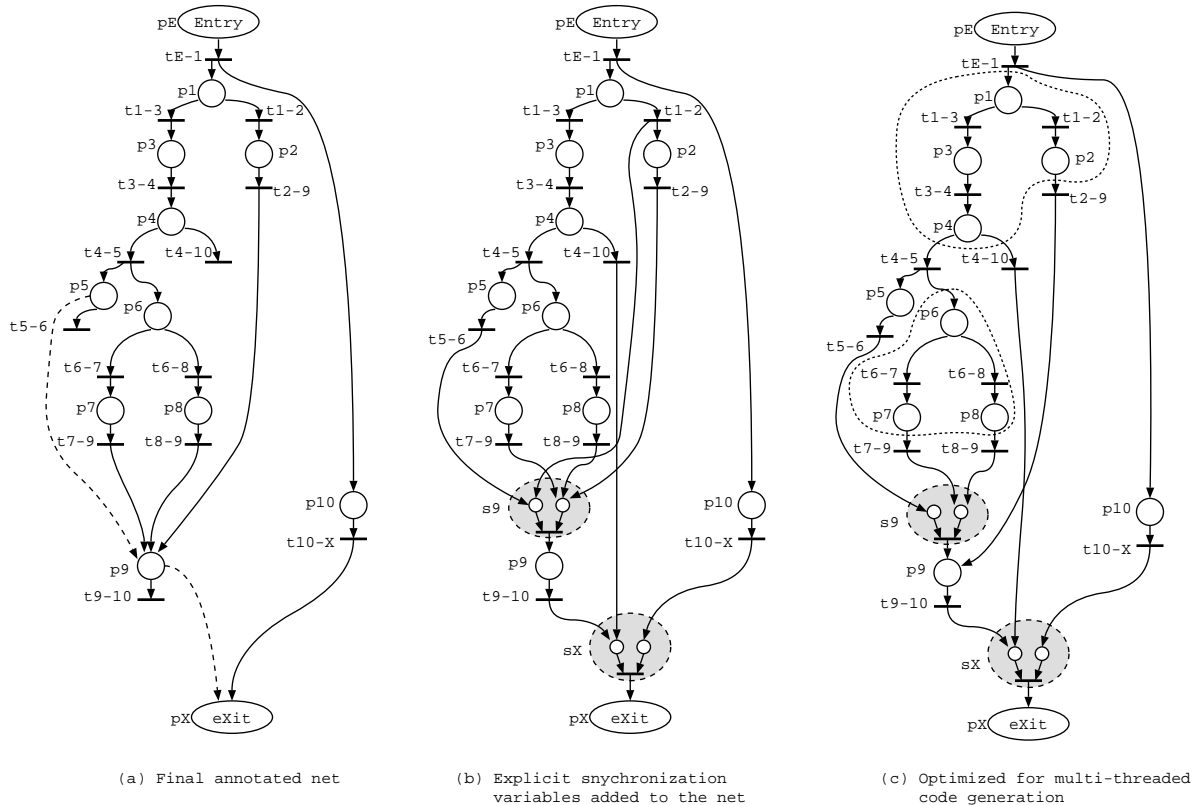 pE Entry
tE-1
p1
t1-3 t1-2
p3 p2
t3-4 t2-9
p4
t4-5 t4-10
p5
p6
t5-6
t6-7 t6-8
p7 p8
t7-9 t8-9
p10
t10-X
p9
t9-10
pX eXit
(a) Final annotated net
pE Entry
tE-1
p1
t1-3 t1-2
p3 p2
t3-4 t2-9
p4
t4-5 t4-10
p5
p6
t5-6
t6-7 t6-8
p7 p8
t7-9 t8-9
s9 p10
t10-X
p9
t9-10
sX
pX eXit
(b) Explicit snychronization
variables added to the net
pE Entry
tE-1
p1
t1-3 t1-2
p3 p2
t3-4 t2-9
p4
t4-5 t4-10
p5
p6
t5-6
t6-7 t6-8
p7 p8
t7-9 t8-9
s9 p10
t10-X
p9
t9-10
sX
pX eXit
(c) Optimized for multi-threaded
code generation